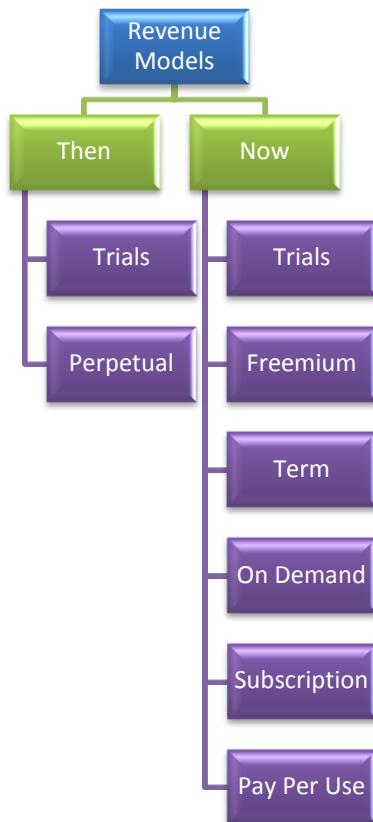 Revenue
Models
Then
Now
Trials
Perpetual
Trials
Freemium
Term
On Demand
Subscription
Pay Per Use